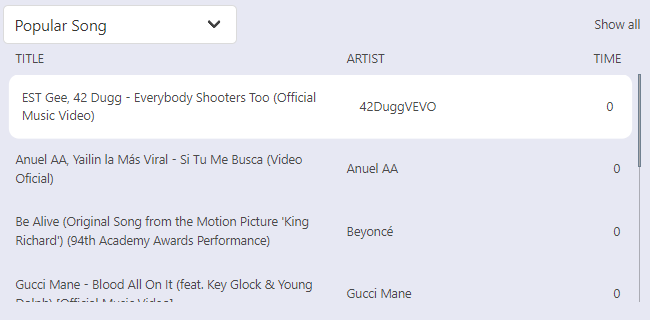 Popular Song
Show all
TITLE ARTIST TIME
EST Gee, 42 Dugg - Everybody Shooters Too (Official
Music Video)
42DuggVEVO 0
Anuel AA, Yailin la Más Viral - Si Tu Me Busca (Video
Oficial)
Anuel AA 0
Be Alive (Original Song from the Motion Picture 'King
Richard') (94th Academy Awards Performance)
Beyoncé 0
Gucci Mane - Blood All On It (feat. Key Glock & Young
Dolph) [Official Music Video]
Gucci Mane 0